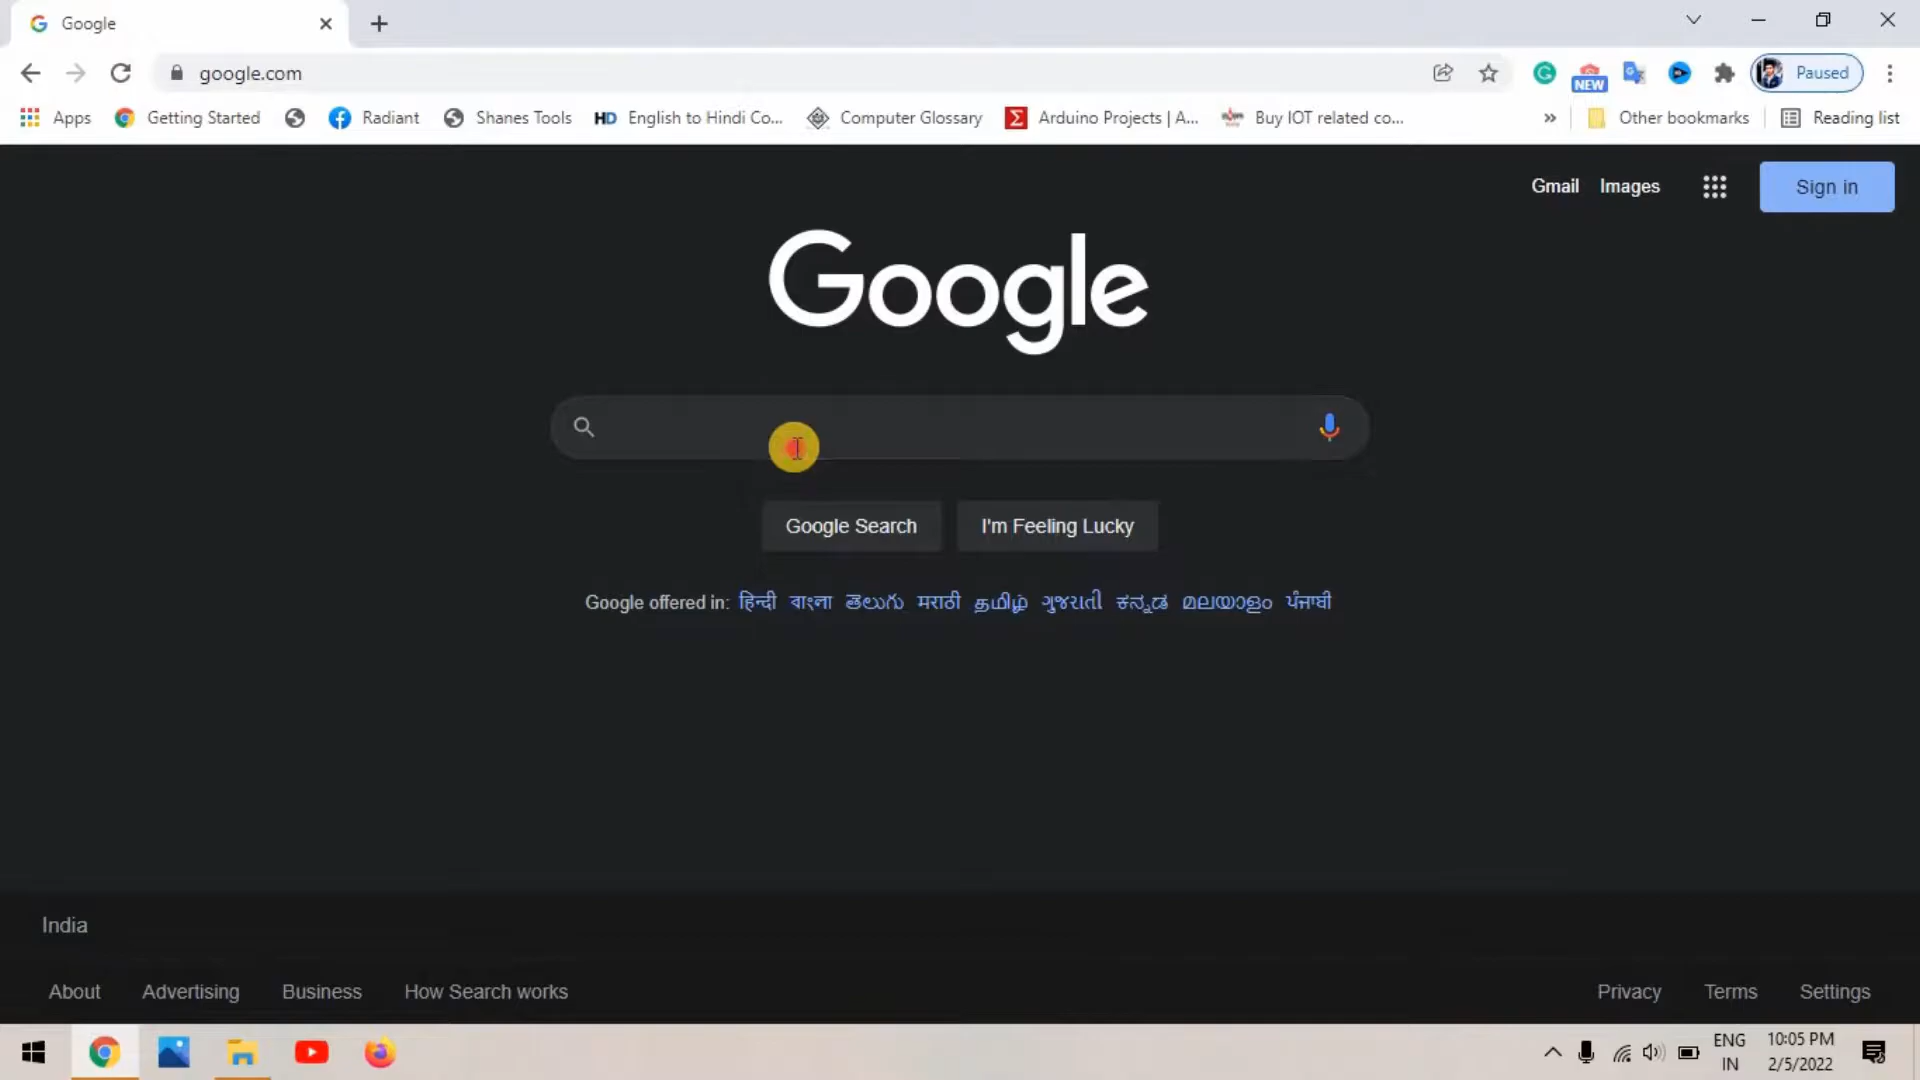 Google
google.com
Paused
NEW
Apps Getting Started Radiant Shanes Tools HD English to Hindi Co... Computer Glossary Arduino Projects | A... Buy IOT related co... » Other bookmarks Reading list
Gmail Images Sign in
Google
Google Search I'm Feeling Lucky
Google offered in: हिन्दी বাংলা తెలుగు मराठी தமிழ் ગુજરાતી ಕನ್ನಡ മലയാളം ਪੰਜਾਬੀ
India
About Advertising Business How Search works Privacy Terms Settings
ENG 10:05 PM
IN 2/5/2022